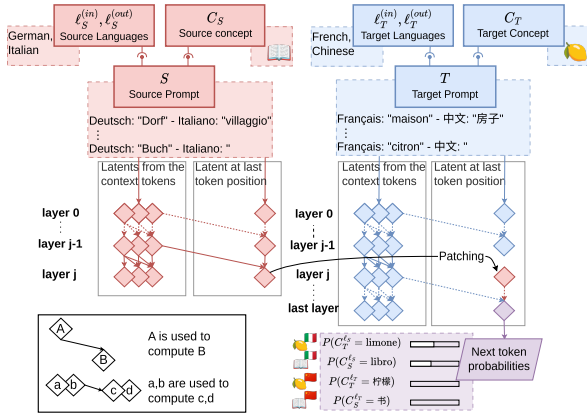 ℓ_S^(in), ℓ_S^(out)
Source Languages
C_S
Source concept
German,
Italian
S
Source Prompt
Deutsch: "Dorf" - Italiano: "villaggio"
⋮
Deutsch: "Buch" - Italiano: "
Latents from the
context tokens
Latent at last
token position
ℓ_T^(in), ℓ_T^(out)
Target Languages
C_T
Target Concept
French,
Chinese
T
Target Prompt
Français: "maison" - 中文: "房子"
⋮
Français: "citron" - 中文: "
Latents from the
context tokens
Latent at last
token position
layer 0
layer j-1
layer j
layer 0
layer j-1
layer j
last layer
Patching
A
B
A is used to
compute B
a b
c d
a,b are used to
compute c,d
P(C_T^ℓ_S = limone)
P(C_S^ℓ_S = libro)
P(C_T^ℓ_T = 柠檬)
P(C_S^ℓ_T = 书)
Next token
probabilities